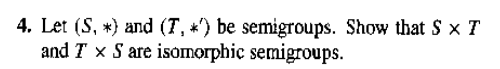 4. Let (S, *) and (T, *') be semigroups. Show that S × T
and T × S are isomorphic semigroups.